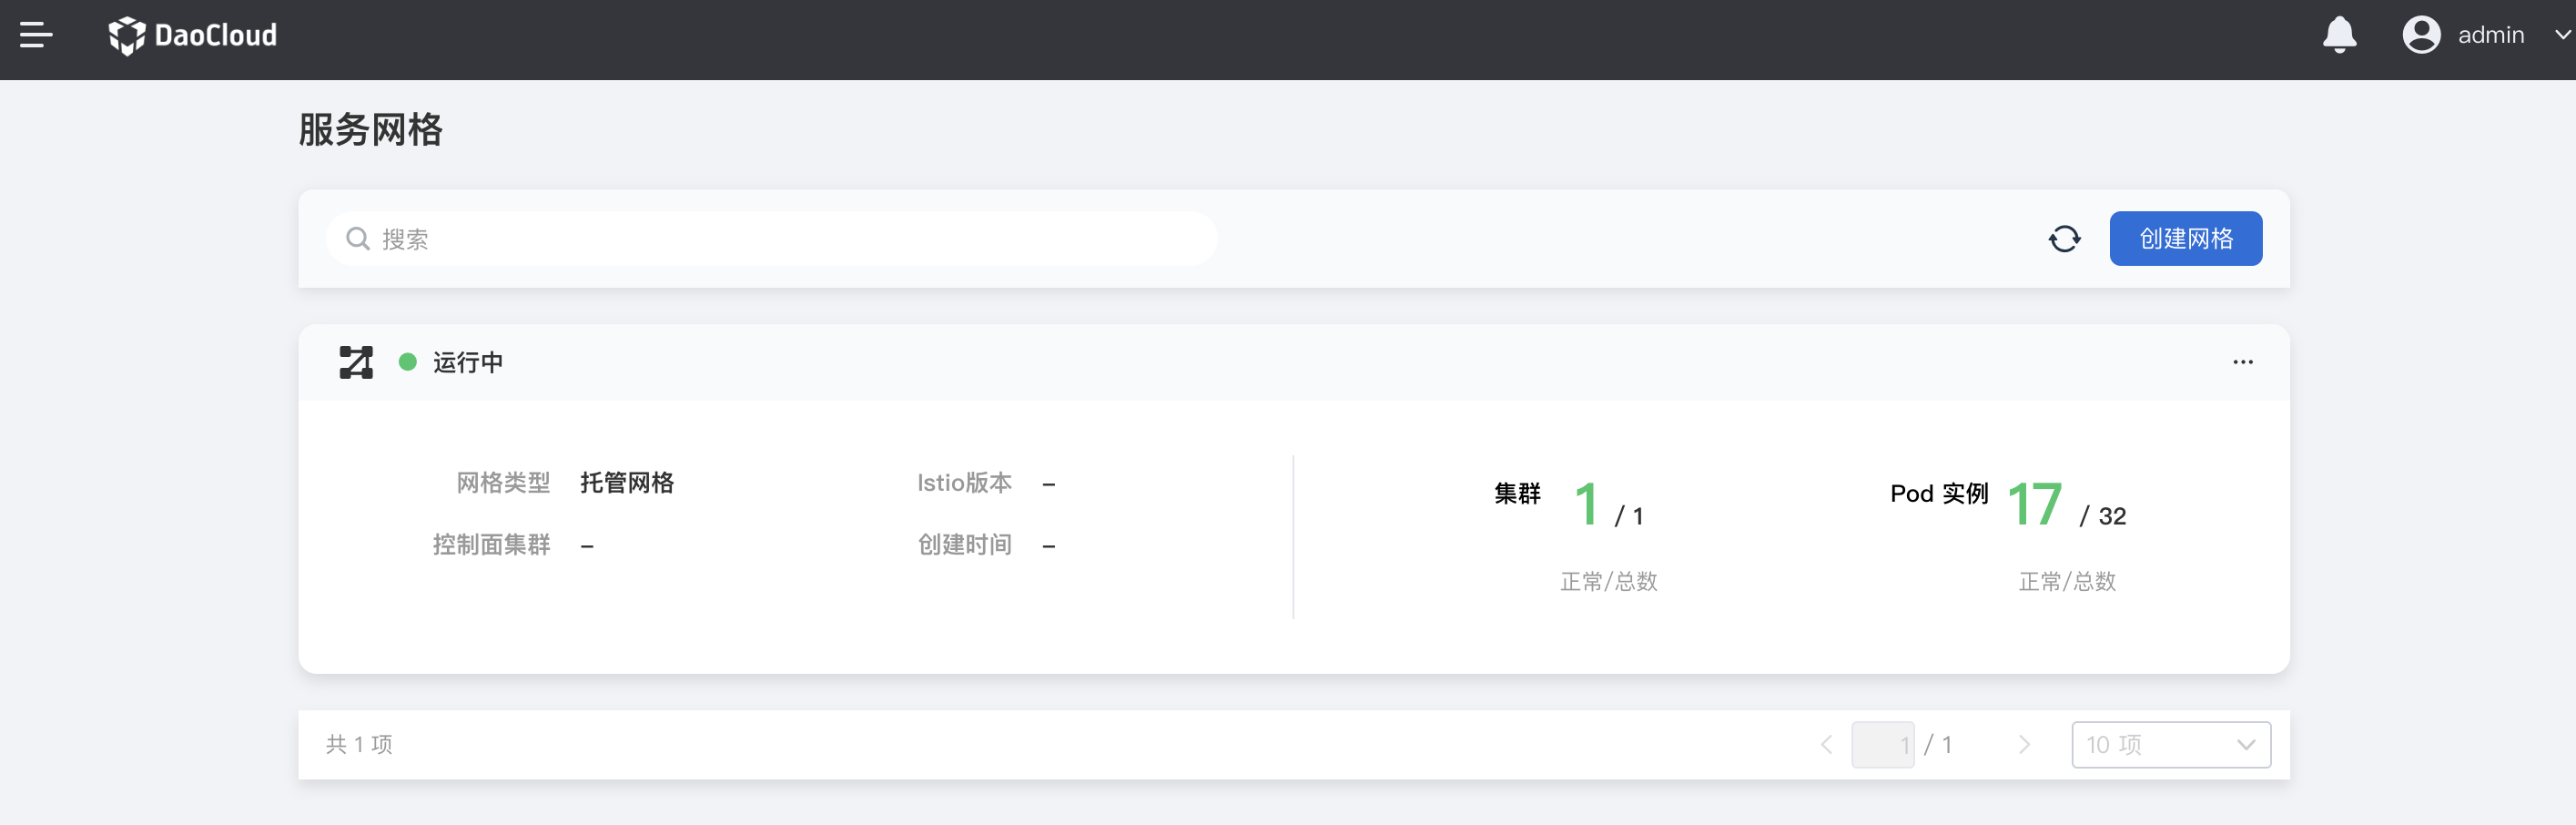 DaoCloud
admin
服务网格
搜索
创建网格
运行中
...
网格类型 托管网格
Istio版本 –
控制面集群 –
创建时间 –
集群 1 / 1
正常/总数
Pod 实例 17 / 32
正常/总数
共 1 项
1 / 1
10 项